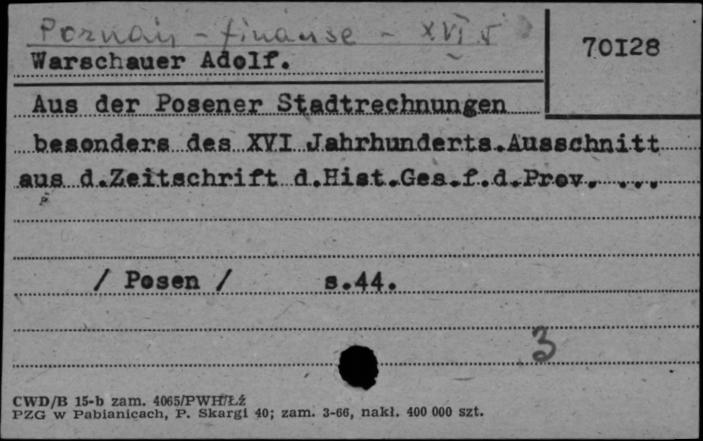 Poznań - finanse - XVI w
70I28
Warschauer Adolf.
Aus der Posener Stadtrechnungen
besonders des XVI Jahrhunderts.Ausschnitt
aus d.Zeitschrift d.Hist.Ges.f.d.Prov. ...
/ Posen / s.44.
3
CWD/B 15-b zam. 4065/PWH/Łź
PZG w Pabianicach, P. Skargi 40; zam. 3-66, nakł. 400 000 szt.